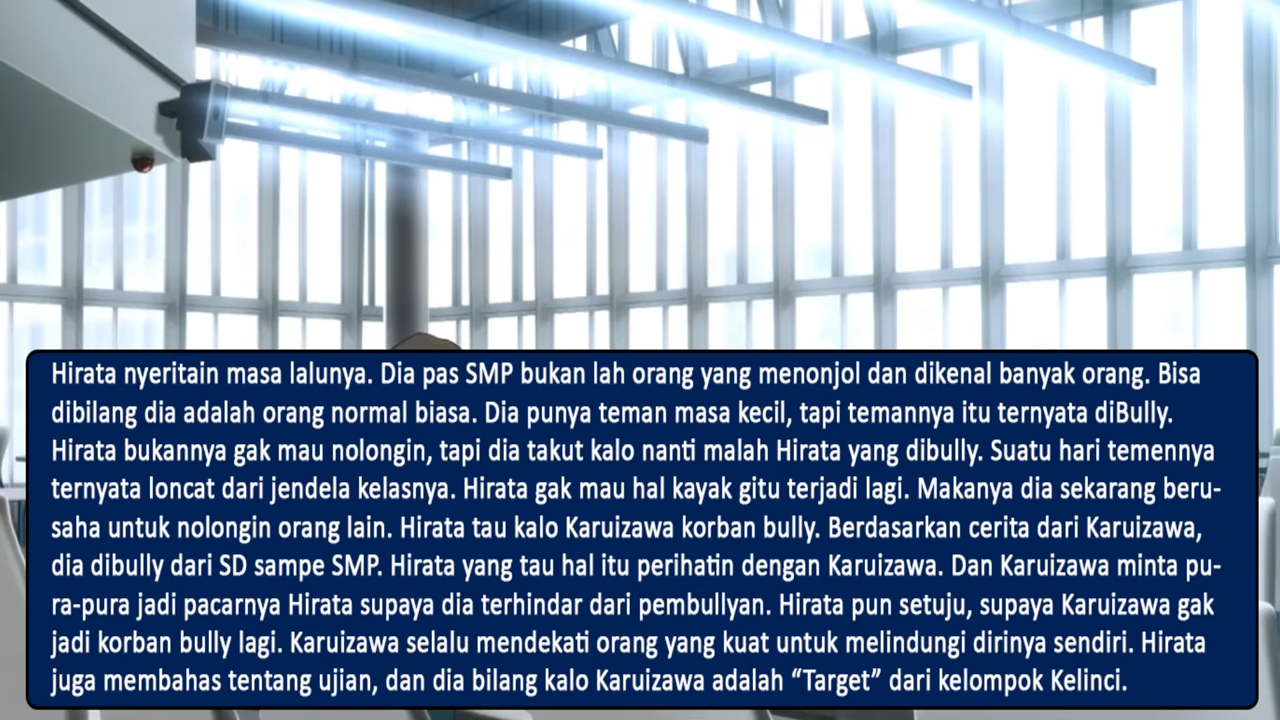 Hirata nyeritain masa lalunya. Dia pas SMP bukan lah orang yang menonjol dan dikenal banyak orang. Bisa
dibilang dia adalah orang normal biasa. Dia punya teman masa kecil, tapi temannya itu ternyata diBully.
Hirata bukannya gak mau nolongin, tapi dia takut kalo nanti malah Hirata yang dibully. Suatu hari temennya
ternyata loncat dari jendela kelasnya. Hirata gak mau hal kayak gitu terjadi lagi. Makanya dia sekarang beru-
saha untuk nolongin orang lain. Hirata tau kalo Karuizawa korban bully. Berdasarkan cerita dari Karuizawa,
dia dibully dari SD sampe SMP. Hirata yang tau hal itu perihatin dengan Karuizawa. Dan Karuizawa minta pu-
ra-pura jadi pacarnya Hirata supaya dia terhindar dari pembullyan. Hirata pun setuju, supaya Karuizawa gak
jadi korban bully lagi. Karuizawa selalu mendekati orang yang kuat untuk melindungi dirinya sendiri. Hirata
juga membahas tentang ujian, dan dia bilang kalo Karuizawa adalah “Target” dari kelompok Kelinci.